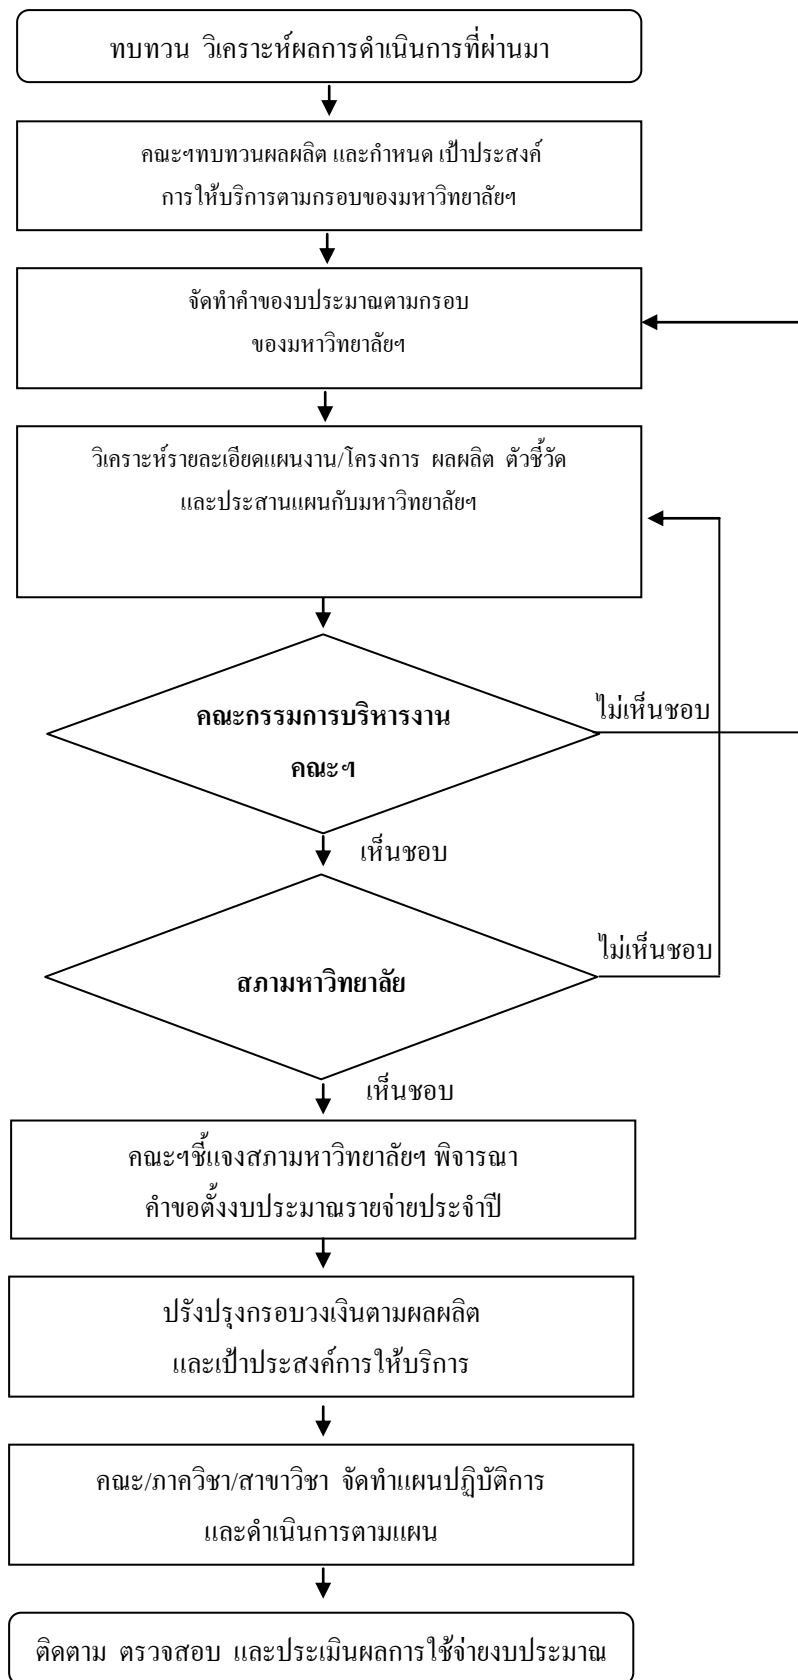 ทบทวน วิเคราะห์ผลการดำเนินการที่ผ่านมา
คณะฯทบทวนผลผลิต และกำหนด เป้าประสงค์
การให้บริการตามกรอบของมหาวิทยาลัยฯ
จัดทำคำของบประมาณตามกรอบ
ของมหาวิทยาลัยฯ
วิเคราะห์รายละเอียดแผนงาน/โครงการ ผลผลิต ตัวชี้วัด
และประสานแผนกับมหาวิทยาลัยฯ
คณะกรรมการบริหารงาน
คณะฯ
ไม่เห็นชอบ
เห็นชอบ
สภามหาวิทยาลัย
ไม่เห็นชอบ
เห็นชอบ
คณะฯชี้แจงสภามหาวิทยาลัยฯ พิจารณา
คำขอตั้งงบประมาณรายจ่ายประจำปี
ปรังปรุงกรอบวงเงินตามผลผลิต
และเป้าประสงค์การให้บริการ
คณะ/ภาควิชา/สาขาวิชา จัดทำแผนปฏิบัติการ
และดำเนินการตามแผน
ติดตาม ตรวจสอบ และประเมินผลการใช้จ่ายงบประมาณ